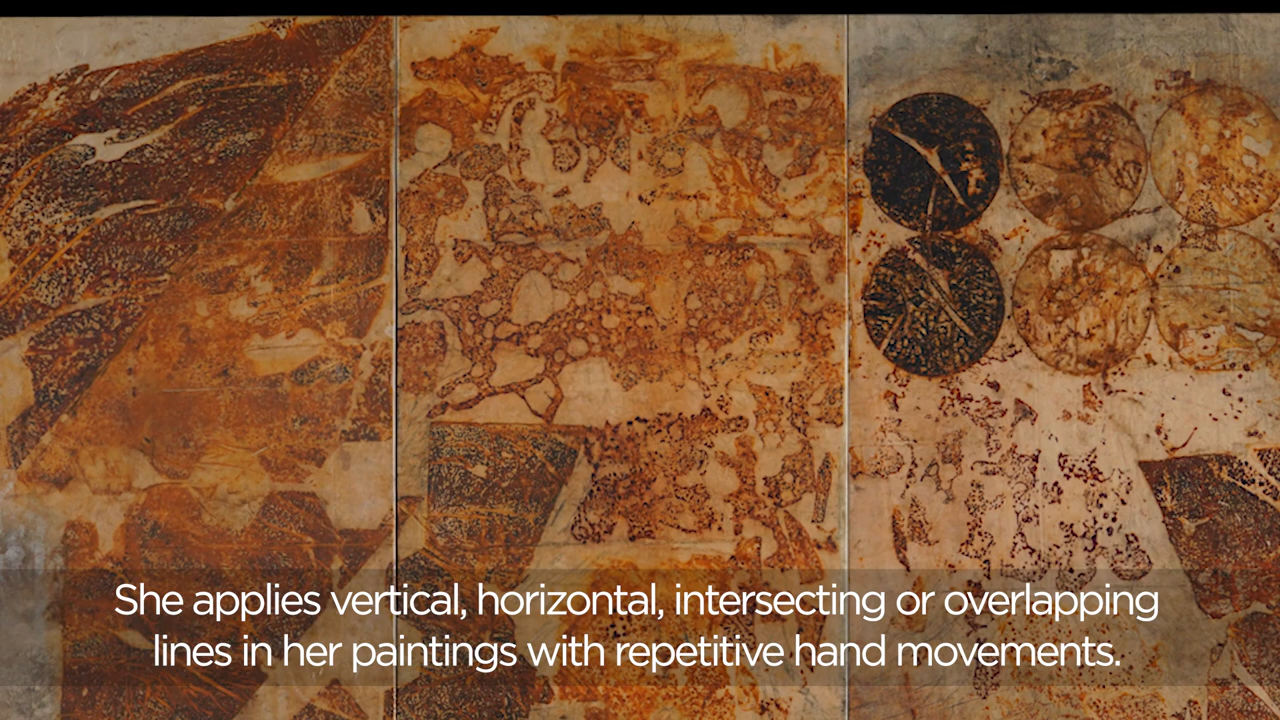 She applies vertical, horizontal, intersecting or overlapping
lines in her paintings with repetitive hand movements.